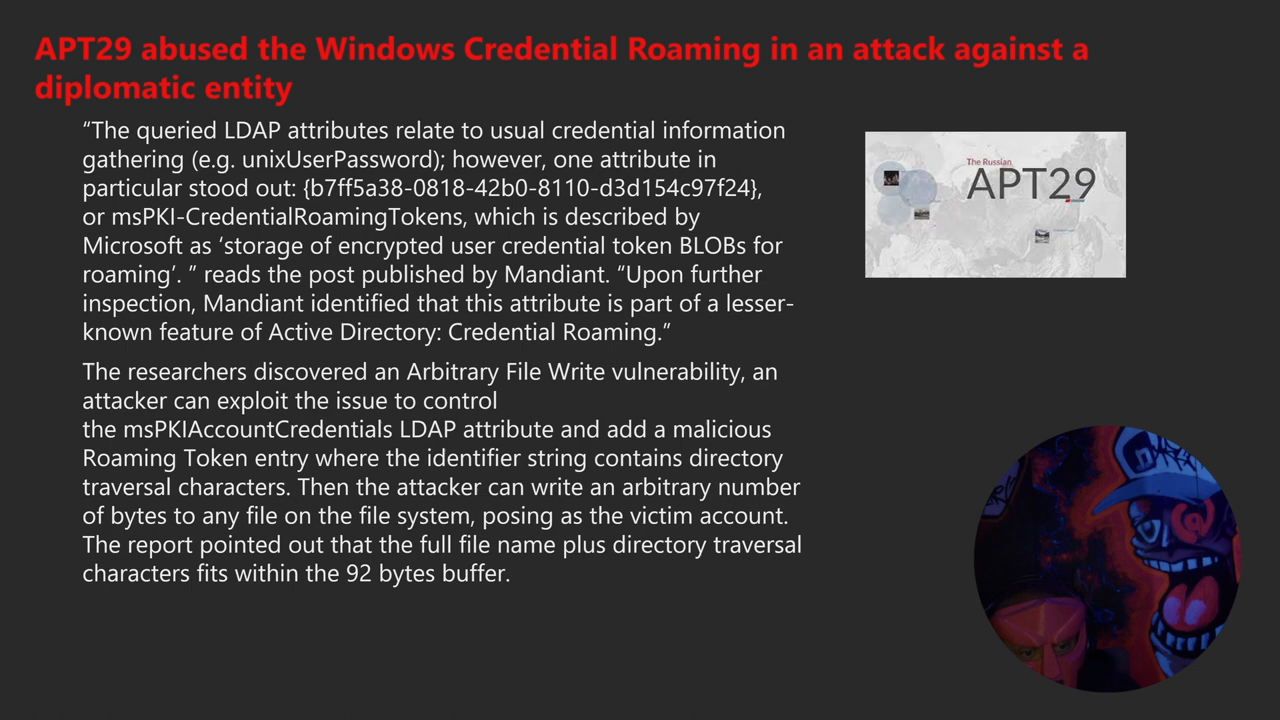 APT29 abused the Windows Credential Roaming in an attack against a
diplomatic entity
“The queried LDAP attributes relate to usual credential information
gathering (e.g. unixUserPassword); however, one attribute in
particular stood out: {b7ff5a38-0818-42b0-8110-d3d154c97f24},
or msPKI-CredentialRoamingTokens, which is described by
Microsoft as ‘storage of encrypted user credential token BLOBs for
roaming’. ” reads the post published by Mandiant. “Upon further
inspection, Mandiant identified that this attribute is part of a lesser-
known feature of Active Directory: Credential Roaming.”
The researchers discovered an Arbitrary File Write vulnerability, an
attacker can exploit the issue to control
the msPKIAccountCredentials LDAP attribute and add a malicious
Roaming Token entry where the identifier string contains directory
traversal characters. Then the attacker can write an arbitrary number
of bytes to any file on the file system, posing as the victim account.
The report pointed out that the full file name plus directory traversal
characters fits within the 92 bytes buffer.
The Russian
APT29